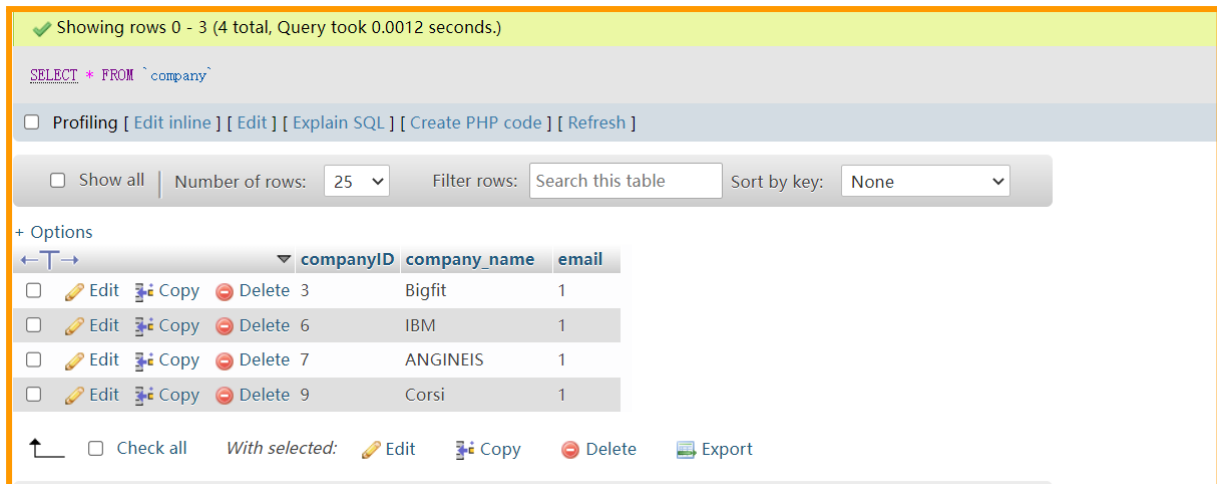 Showing rows 0 - 3 (4 total, Query took 0.0012 seconds.)
SELECT * FROM `company`
Profiling [ Edit inline ] [ Edit ] [ Explain SQL ] [ Create PHP code ] [ Refresh ]
Show all | Number of rows: 25 Filter rows: Search this table Sort by key: None
+ Options
←T→ companyID company_name email
Edit Copy Delete 3 Bigfit 1
Edit Copy Delete 6 IBM 1
Edit Copy Delete 7 ANGINEIS 1
Edit Copy Delete 9 Corsi 1
Check all With selected: Edit Copy Delete Export